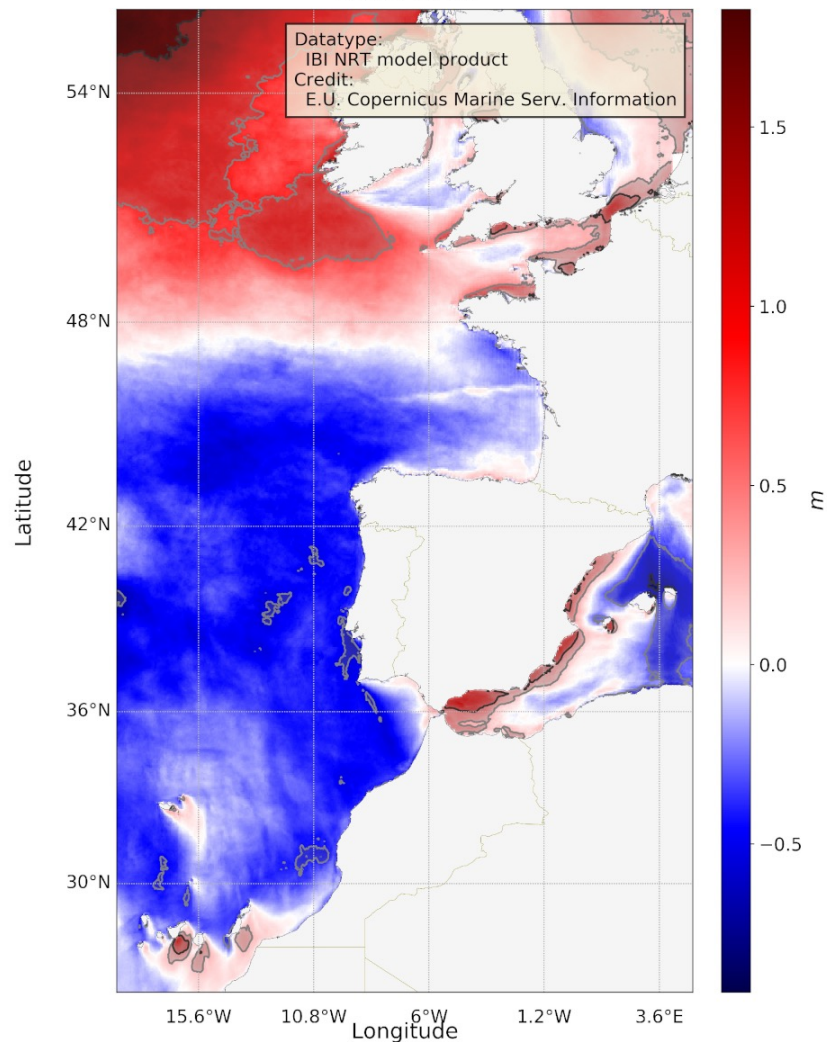 Datatype:
IBI NRT model product
Credit:
E.U. Copernicus Marine Serv. Information
54°N
48°N
42°N
36°N
30°N
Latitude
15.6°W
10.8°W
6°W
1.2°W
3.6°E
Longitude
1.5
1.0
0.5
0.0
−0.5
m